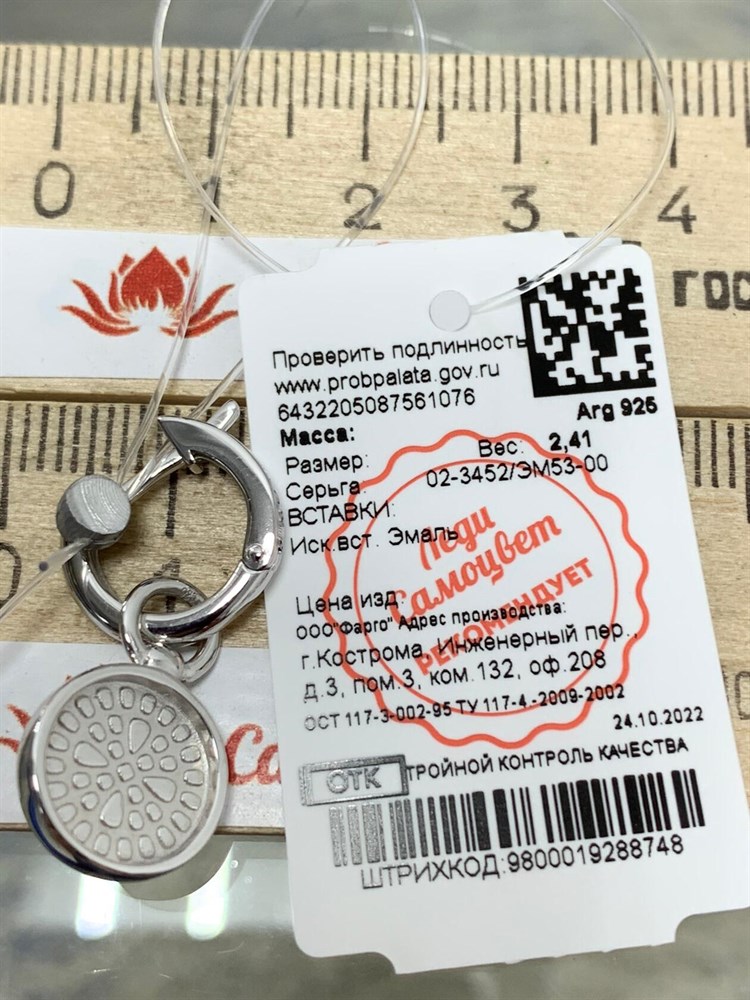 0 1 2 3 4
ГОС
Проверить подлинность
www.probpalata.gov.ru
6432205087561076
Arg 925
Масса:
Вес: 2,41
Размер:
Серьга 02-3452/ЭМ53-00
ВСТАВКИ:
Иск.вст. Эмаль
Леди
Самоцвет
РЕКОМЕНДУЕТ
Цена изд.
ООО"Фарго" Адрес производства:
г.Кострома, Инженерный пер.,
д.3, пом.3, ком.132, оф.208
ОСТ 117-3-002-95 ТУ 117-4-2009-2002
24.10.2022
ОТК ТРОЙНОЙ КОНТРОЛЬ КАЧЕСТВА
ШТРИХКОД:9800019288748
Са